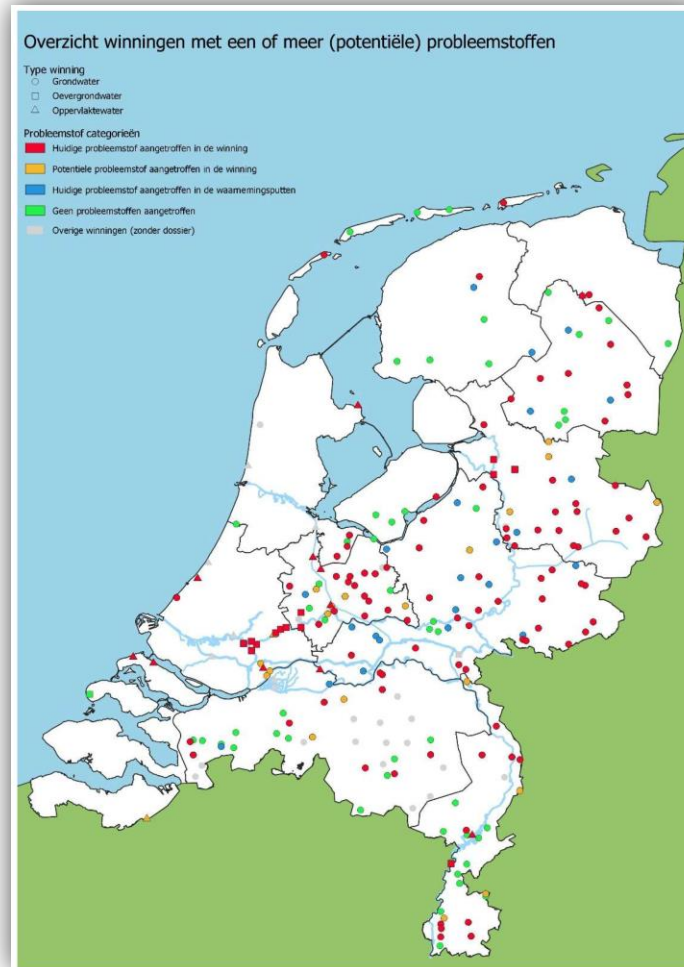 Overzicht winningen met een of meer (potentiële) probleemstoffen
Type winning
Grondwater
Oevergrondwater
Oppervlaktewater
Probleemstof categorieën
Huidige probleemstof aangetroffen in de winning
Potentiele probleemstof aangetroffen in de winning
Huidige probleemstof aangetroffen in de waarnemingsputten
Geen probleemstoffen aangetroffen
Overige winningen (zonder dossier)